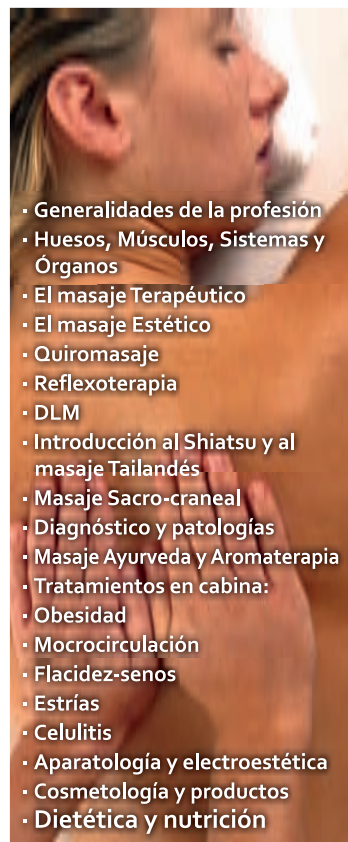 · Generalidades de la profesión
· Huesos, Músculos, Sistemas y
Órganos
· El masaje Terapéutico
· El masaje Estético
· Quiromasaje
· Reflexoterapia
· DLM
· Introducción al Shiatsu y al
masaje Tailandés
· Masaje Sacro-craneal
· Diagnóstico y patologías
· Masaje Ayurveda y Aromaterapia
· Tratamientos en cabina:
· Obesidad
· Mocrocirculación
· Flacidez-senos
· Estrías
· Celulitis
· Aparatología y electroestética
· Cosmetología y productos
· Dietética y nutrición